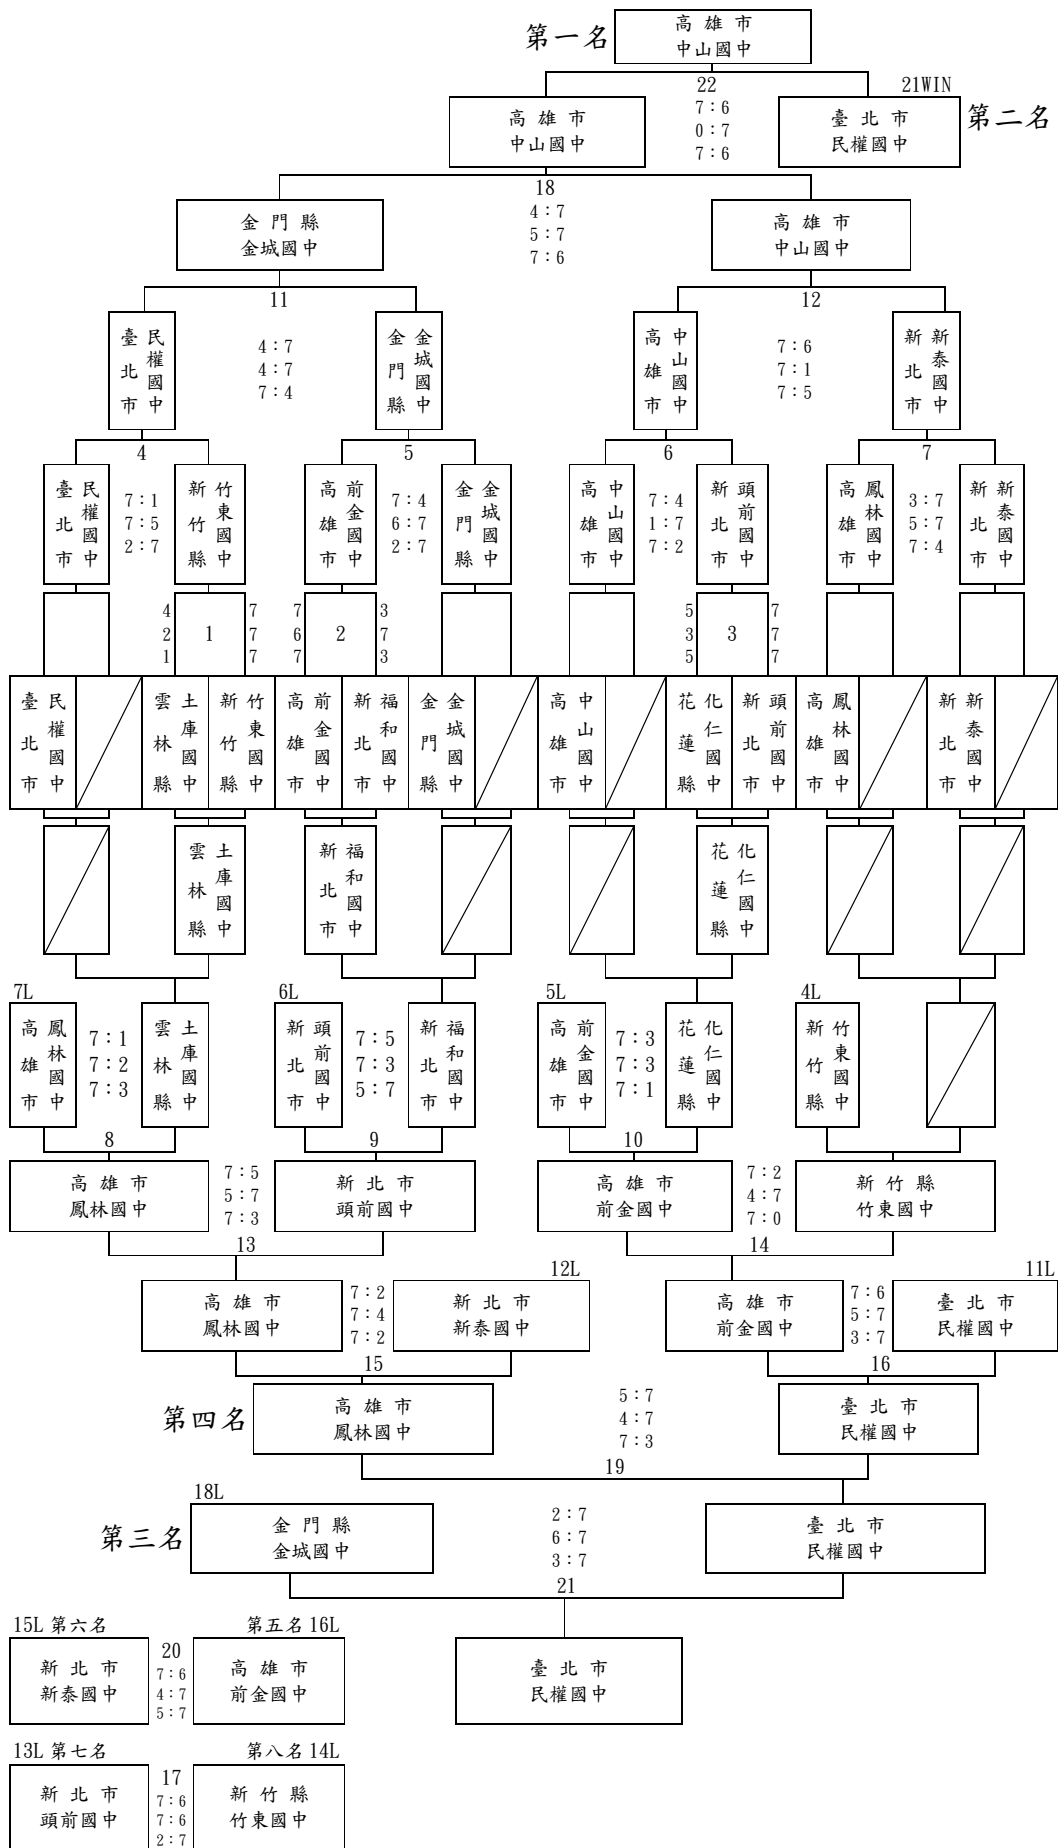 第一名
高雄市
中山國中
22
21WIN
高雄市
中山國中
7：6
0：7
7：6
臺北市
民權國中
第二名
18
金門縣
金城國中
4：7
5：7
7：6
高雄市
中山國中
11
12
臺北市
民權國中
4：7
4：7
7：4
金門縣
金城國中
高雄市
中山國中
7：6
7：1
7：5
新北市
新泰國中
4
5
6
7
臺北市
民權國中
7：1
7：5
2：7
新竹縣
竹東國中
高雄市
前金國中
7：4
6：7
2：7
金門縣
金城國中
高雄市
中山國中
7：4
1：7
7：2
新北市
頭前國中
高雄市
鳳林國中
3：7
5：7
7：4
新北市
新泰國中
4
2
1
1
7
7
7
7
6
7
2
3
7
3
5
3
5
3
7
7
7
臺北市
民權國中
雲林縣
土庫國中
新竹縣
竹東國中
高雄市
前金國中
新北市
福和國中
金門縣
金城國中
高雄市
中山國中
花蓮縣
化仁國中
新北市
頭前國中
高雄市
鳳林國中
新北市
新泰國中
雲林縣
土庫國中
新北市
福和國中
花蓮縣
化仁國中
7L
6L
5L
4L
高雄市
鳳林國中
7：1
7：2
7：3
雲林縣
土庫國中
新北市
頭前國中
7：5
7：3
5：7
新北市
福和國中
高雄市
前金國中
7：3
7：3
7：1
花蓮縣
化仁國中
新竹縣
竹東國中
8
9
10
高雄市
鳳林國中
7：5
5：7
7：3
新北市
頭前國中
高雄市
前金國中
7：2
4：7
7：0
新竹縣
竹東國中
13
14
12L
11L
高雄市
鳳林國中
7：2
7：4
7：2
新北市
新泰國中
高雄市
前金國中
7：6
5：7
3：7
臺北市
民權國中
15
16
第四名
高雄市
鳳林國中
5：7
4：7
7：3
臺北市
民權國中
19
18L
第三名
金門縣
金城國中
2：7
6：7
3：7
臺北市
民權國中
21
15L 第六名
第五名 16L
新北市
新泰國中
20
7：6
4：7
5：7
高雄市
前金國中
臺北市
民權國中
13L 第七名
第八名 14L
新北市
頭前國中
17
7：6
7：6
2：7
新竹縣
竹東國中